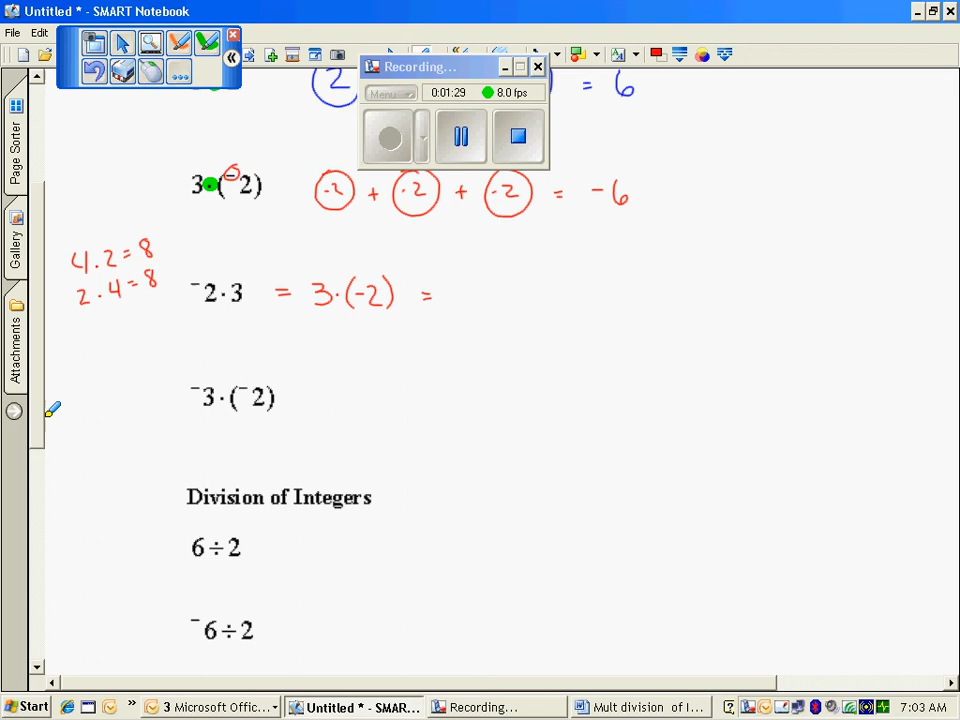 Untitled * - SMART Notebook
File Edit
Recording...
Menu 0:01:29 8.0 fps
2 = 6
3·(⁻2) -2 + -2 + -2 = -6
4·2=8
2·4=8
⁻2·3 = 3·(-2) =
⁻3·(⁻2)
Division of Integers
6÷2
⁻6÷2
Page Sorter
Gallery
Attachments
Start 3 Microsoft Offic... Untitled * - SMAR... Recording... Mult division of I... 7:03 AM